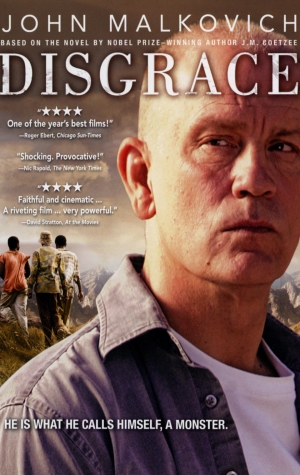 JOHN MALKOVICH
BASED ON THE NOVEL BY NOBEL PRIZE–WINNING AUTHOR J.M. COETZEE
DISGRACE
"★★★★
One of the year's best films!"
—Roger Ebert, Chicago Sun-Times
"Shocking. Provocative!"
—Nic Rapold, The New York Times
"★★★★
Faithful and cinematic ...
A riveting film ... very powerful."
—David Stratton, At the Movies
HE IS WHAT HE CALLS HIMSELF, A MONSTER.